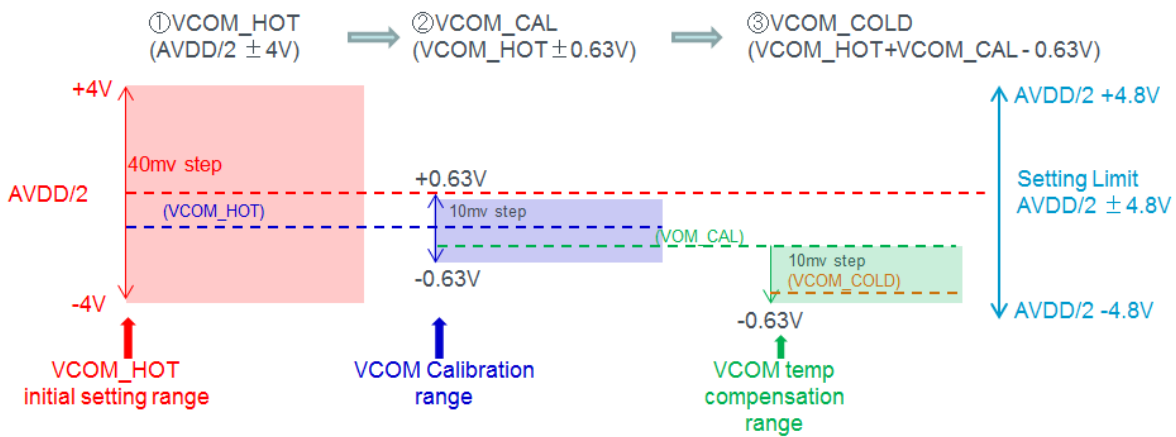 ①VCOM_HOT
(AVDD/2 ±4V)
②VCOM_CAL
(VCOM_HOT±0.63V)
③VCOM_COLD
(VCOM_HOT+VCOM_CAL-0.63V)
+4V
40mv step
AVDD/2
(VCOM_HOT)
-4V
VCOM_HOT
initial setting range
+0.63V
10mv step
(VOM_CAL)
-0.63V
VCOM Calibration
range
10mv step
(VCOM_COLD)
-0.63V
VCOM temp
compensation
range
AVDD/2 +4.8V
Setting Limit
AVDD/2 ±4.8V
AVDD/2 -4.8V